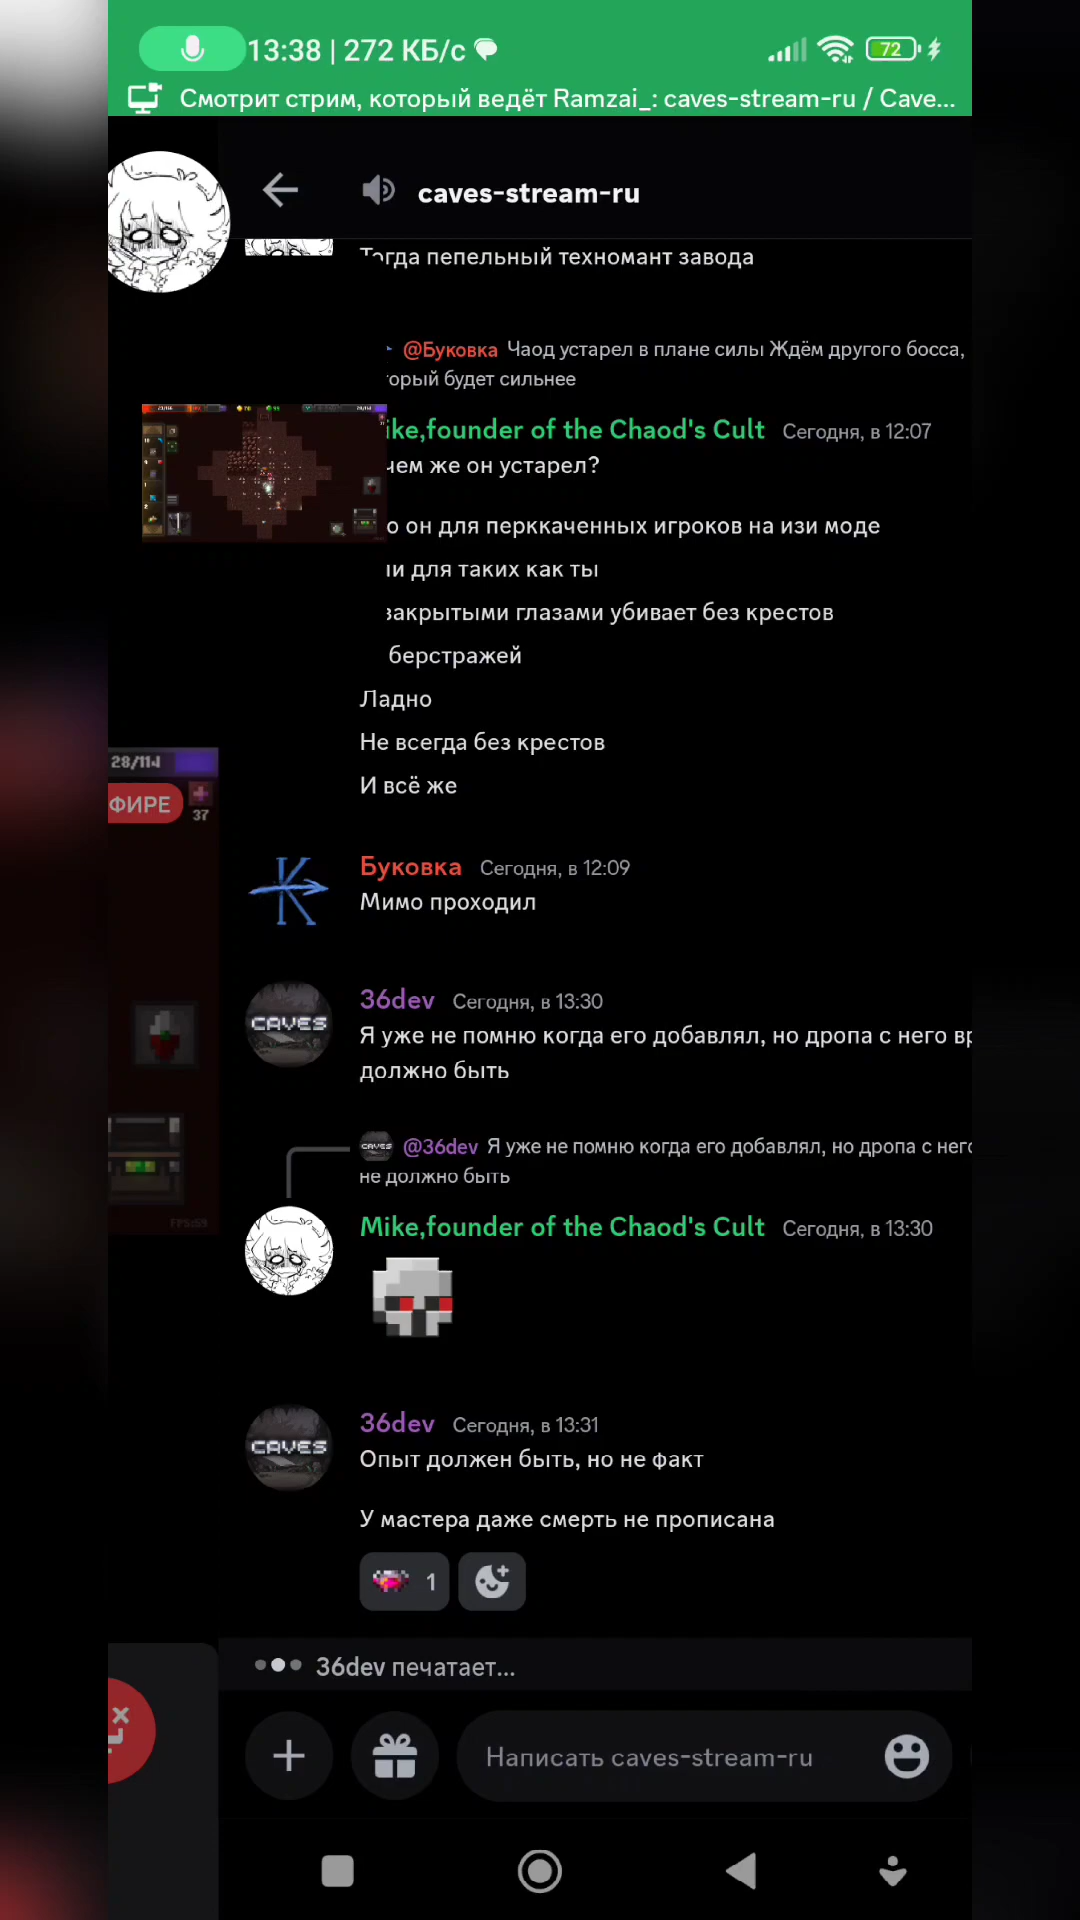 13:38 | 272 КБ/с
72
Смотрит стрим, который ведёт Ramzai_: caves-stream-ru / Cave...
caves-stream-ru
Тогда пепельный техномант завода
@Буковка Чаод устарел в плане силы Ждём другого босса,
орый будет сильнее
ike,founder of the Chaod's Cult Сегодня, в 12:07
чем же он устарел?
о он для перккаченных игроков на изи моде
ли для таких как ты
закрытыми глазами убивает без крестов
берстражей
Ладно
Не всегда без крестов
И всё же
28/114
ФИРЕ
37
Буковка Сегодня, в 12:09
Мимо проходил
36dev Сегодня, в 13:30
CAVES
Я уже не помню когда его добавлял, но дропа с него вр
должно быть
CAVES @36dev Я уже не помню когда его добавлял, но дропа с него
не должно быть
FPS:59
Mike,founder of the Chaod's Cult Сегодня, в 13:30
36dev Сегодня, в 13:31
CAVES
Опыт должен быть, но не факт
У мастера даже смерть не прописана
1
36dev печатает...
Написать caves-stream-ru